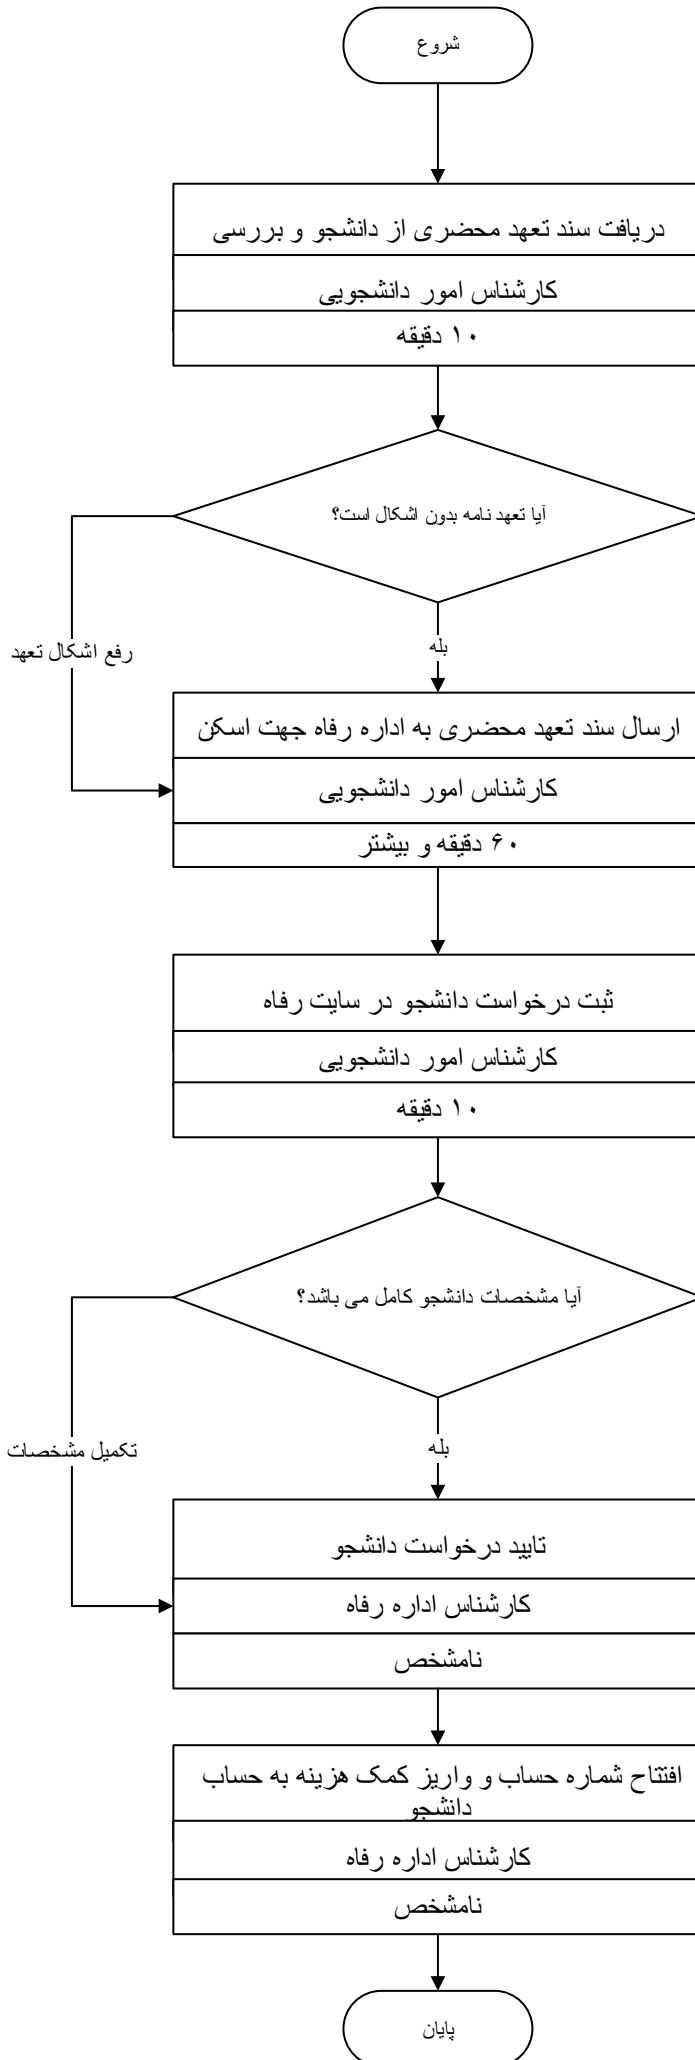 شروع
دریافت سند تعهد محضری از دانشجو و بررسی
کارشناس امور دانشجویی
۱۰ دقیقه
آیا تعهد نامه بدون اشکال است؟
بله
رفع اشکال تعهد
ارسال سند تعهد محضری به اداره رفاه جهت اسکن
کارشناس امور دانشجویی
۶۰ دقیقه و بیشتر
ثبت درخواست دانشجو در سایت رفاه
کارشناس امور دانشجویی
۱۰ دقیقه
آیا مشخصات دانشجو کامل می باشد؟
بله
تکمیل مشخصات
تایید درخواست دانشجو
کارشناس اداره رفاه
نامشخص
افتتاح شماره حساب و واریز کمک هزینه به حساب
دانشجو
کارشناس اداره رفاه
نامشخص
پایان